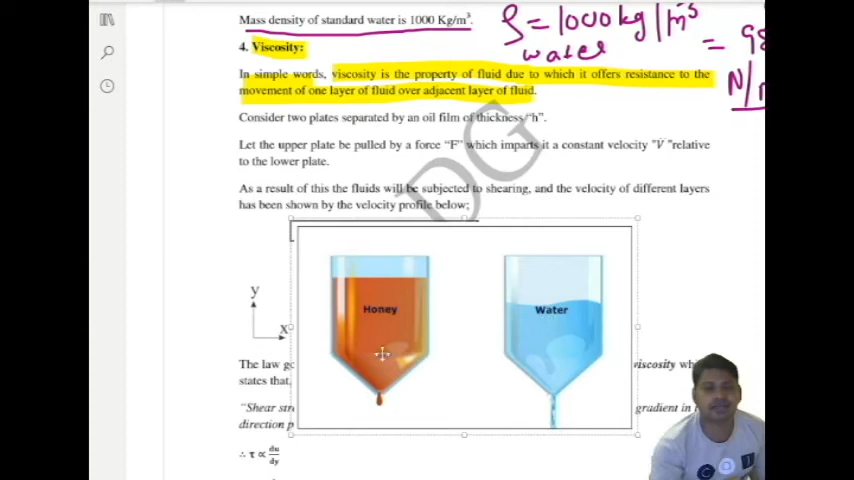 Mass density of standard water is 1000 Kg/m³.
ρ = 1000 kg/m³
water
=
N/
4. Viscosity:
In simple words, viscosity is the property of fluid due to which it offers resistance to the
movement of one layer of fluid over adjacent layer of fluid.
Consider two plates separated by an oil film of thickness "h".
Let the upper plate be pulled by a force "F" which imparts it a constant velocity "V "relative
to the lower plate.
As a result of this the fluids will be subjected to shearing, and the velocity of different layers
has been shown by the velocity profile below;
DG
Honey
Water
y
x
The law
viscosity
states that,
"Shear
gradient in
direction
∴ τ ∝ du/dy